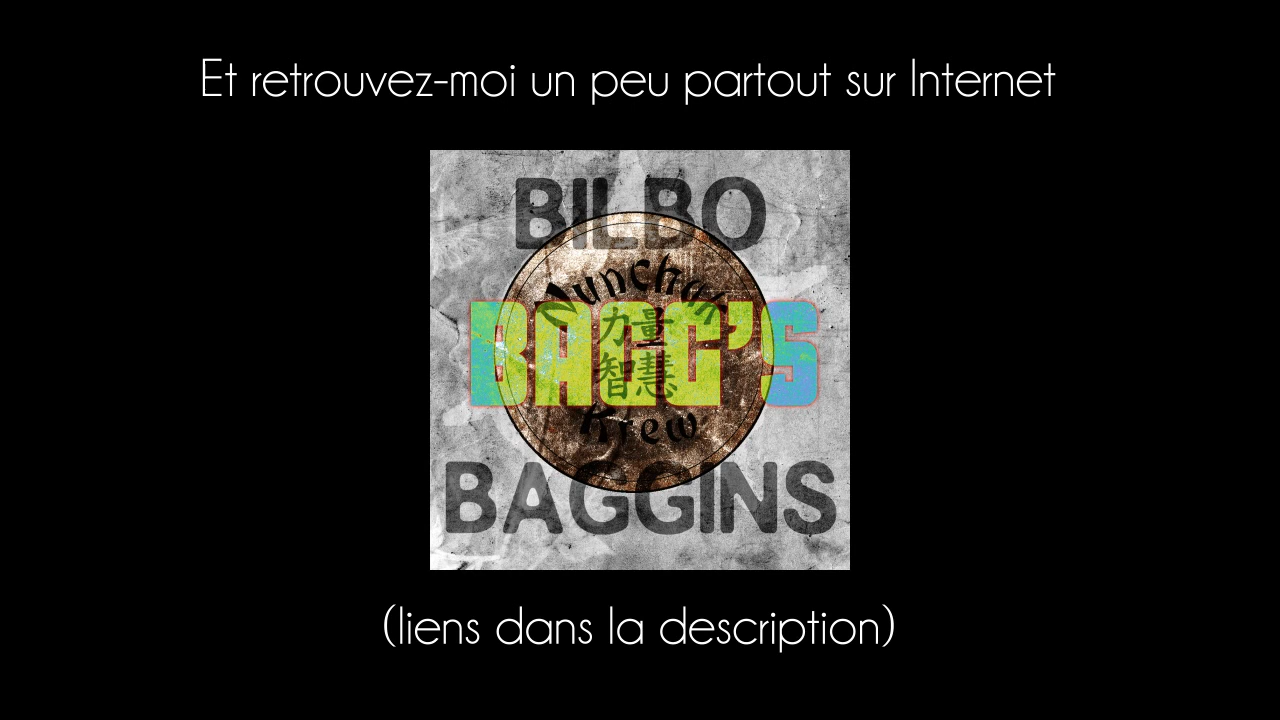 Et retrouvez-moi un peu partout sur Internet
BILBO
Nunchak
BAGG'S
力量
智慧
Krew
BAGGINS
(liens dans la description)